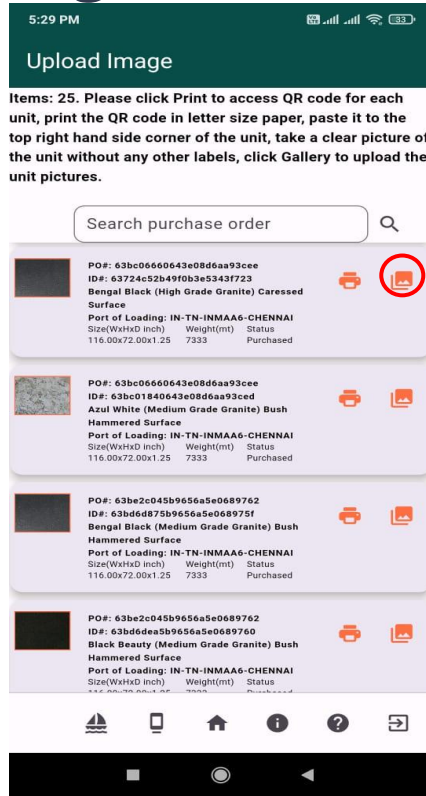 5:29 PM
33
Upload Image
Items: 25. Please click Print to access QR code for each
unit, print the QR code in letter size paper, paste it to the
top right hand side corner of the unit, take a clear picture of
the unit without any other labels, click Gallery to upload the
unit pictures.
Search purchase order
PO#: 63bc06660643e08d6aa93cee
ID#: 63724c52b49f0b3e5343f723
Bengal Black (High Grade Granite) Caressed
Surface
Port of Loading: IN-TN-INMAA6-CHENNAI
Size(WxHxD inch) Weight(mt) Status
116.00x72.00x1.25 7333 Purchased
PO#: 63bc06660643e08d6aa93cee
ID#: 63bc01840643e08d6aa93ced
Azul White (Medium Grade Granite) Bush
Hammered Surface
Port of Loading: IN-TN-INMAA6-CHENNAI
Size(WxHxD inch) Weight(mt) Status
116.00x72.00x1.25 7333 Purchased
PO#: 63be2c045b9656a5e0689762
ID#: 63bd6d875b9656a5e068975f
Bengal Black (Medium Grade Granite) Bush
Hammered Surface
Port of Loading: IN-TN-INMAA6-CHENNAI
Size(WxHxD inch) Weight(mt) Status
116.00x72.00x1.25 7333 Purchased
PO#: 63be2c045b9656a5e0689762
ID#: 63bd6dea5b9656a5e0689760
Black Beauty (Medium Grade Granite) Bush
Hammered Surface
Port of Loading: IN-TN-INMAA6-CHENNAI
Size(WxHxD inch) Weight(mt) Status